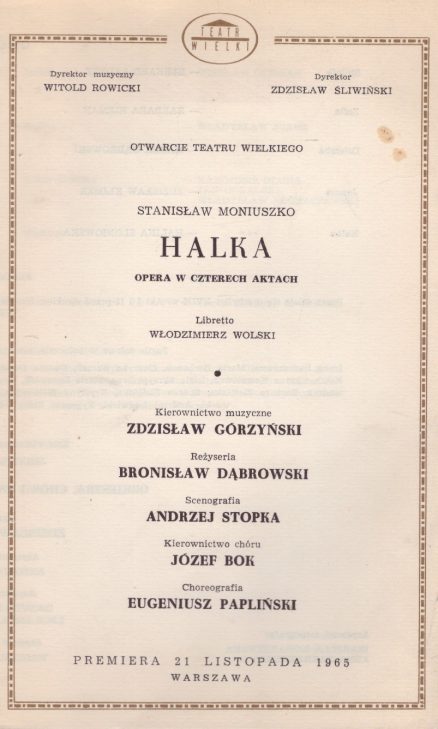 TEATR
WIELKI
Dyrektor muzyczny
WITOLD ROWICKI
Dyrektor
ZDZISŁAW ŚLIWIŃSKI
OTWARCIE TEATRU WIELKIEGO
STANISŁAW MONIUSZKO
HALKA
OPERA W CZTERECH AKTACH
Libretto
WŁODZIMIERZ WOLSKI
Kierownictwo muzyczne
ZDZISŁAW GÓRZYŃSKI
Reżyseria
BRONISŁAW DĄBROWSKI
Scenografia
ANDRZEJ STOPKA
Kierownictwo chóru
JÓZEF BOK
Choreografia
EUGENIUSZ PAPLIŃSKI
PREMIERA 21 LISTOPADA 1965
WARSZAWA